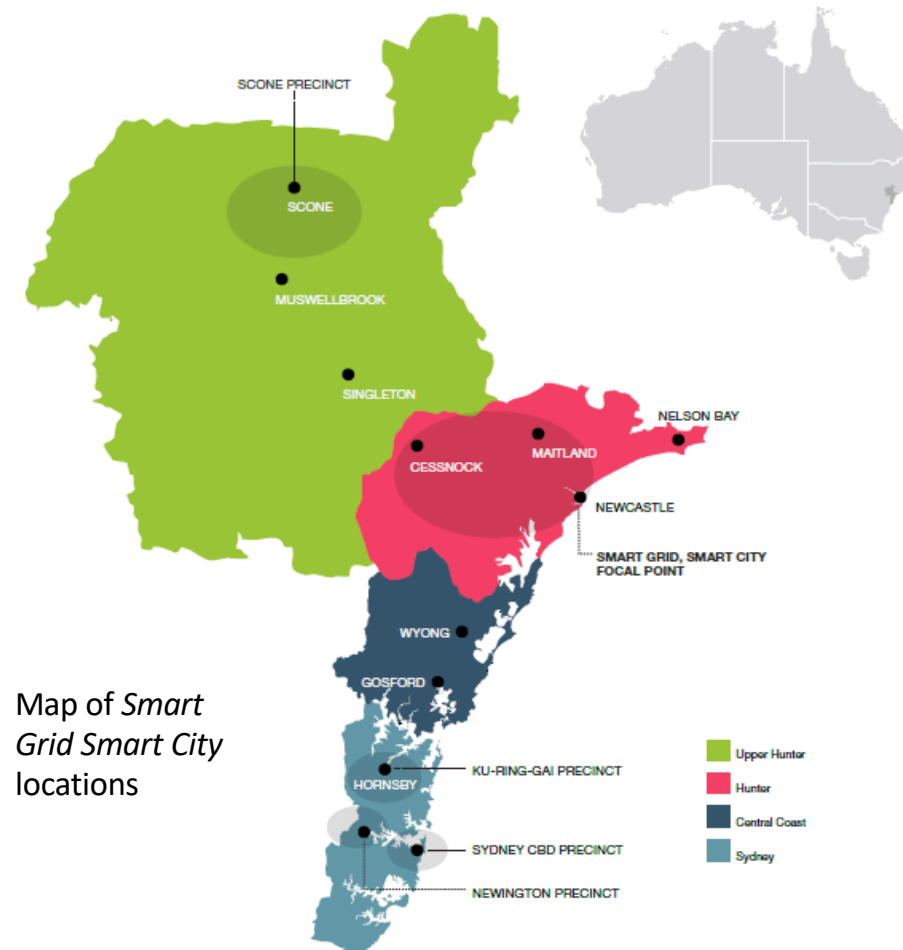 SCONE PRECINCT
SCONE
MUSWELLBROOK
SINGLETON
NELSON BAY
MAITLAND
CESSNOCK
NEWCASTLE
SMART GRID, SMART CITY
FOCAL POINT
WYONG
GOSFORD
Map of Smart
Grid Smart City
locations
KU-RING-GAI PRECINCT
HORNSBY
SYDNEY CBD PRECINCT
NEWINGTON PRECINCT
Upper Hunter
Hunter
Central Coast
Sydney